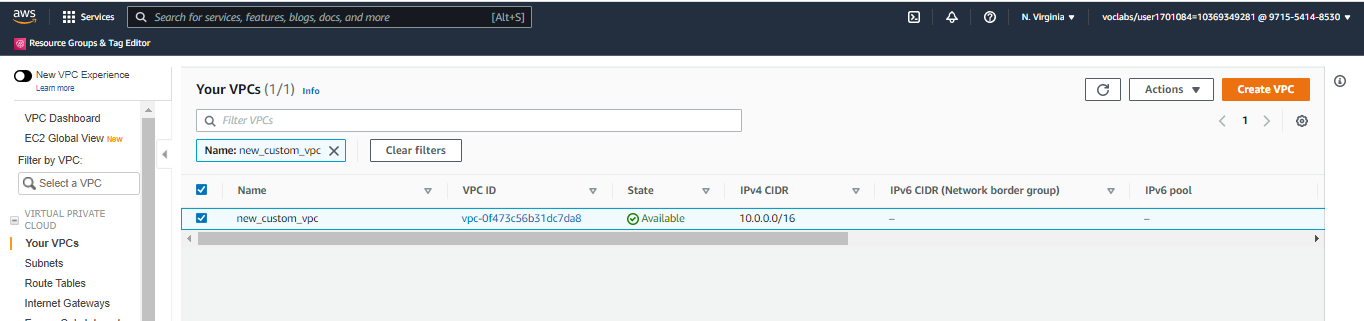 aws Services Search for services, features, blogs, docs, and more [Alt+S] N. Virginia voclabs/user1701084=10369349281 @ 9715-5414-8530
Resource Groups & Tag Editor
New VPC Experience
Learn more
VPC Dashboard
EC2 Global View New
Filter by VPC:
Select a VPC
VIRTUAL PRIVATE
CLOUD
Your VPCs
Subnets
Route Tables
Internet Gateways
Your VPCs (1/1) Info Actions Create VPC
Filter VPCs 1
Name: new_custom_vpc Clear filters
Name VPC ID State IPv4 CIDR IPv6 CIDR (Network border group) IPv6 pool
new_custom_vpc vpc-0f473c56b31dc7da8 Available 10.0.0.0/16 – –